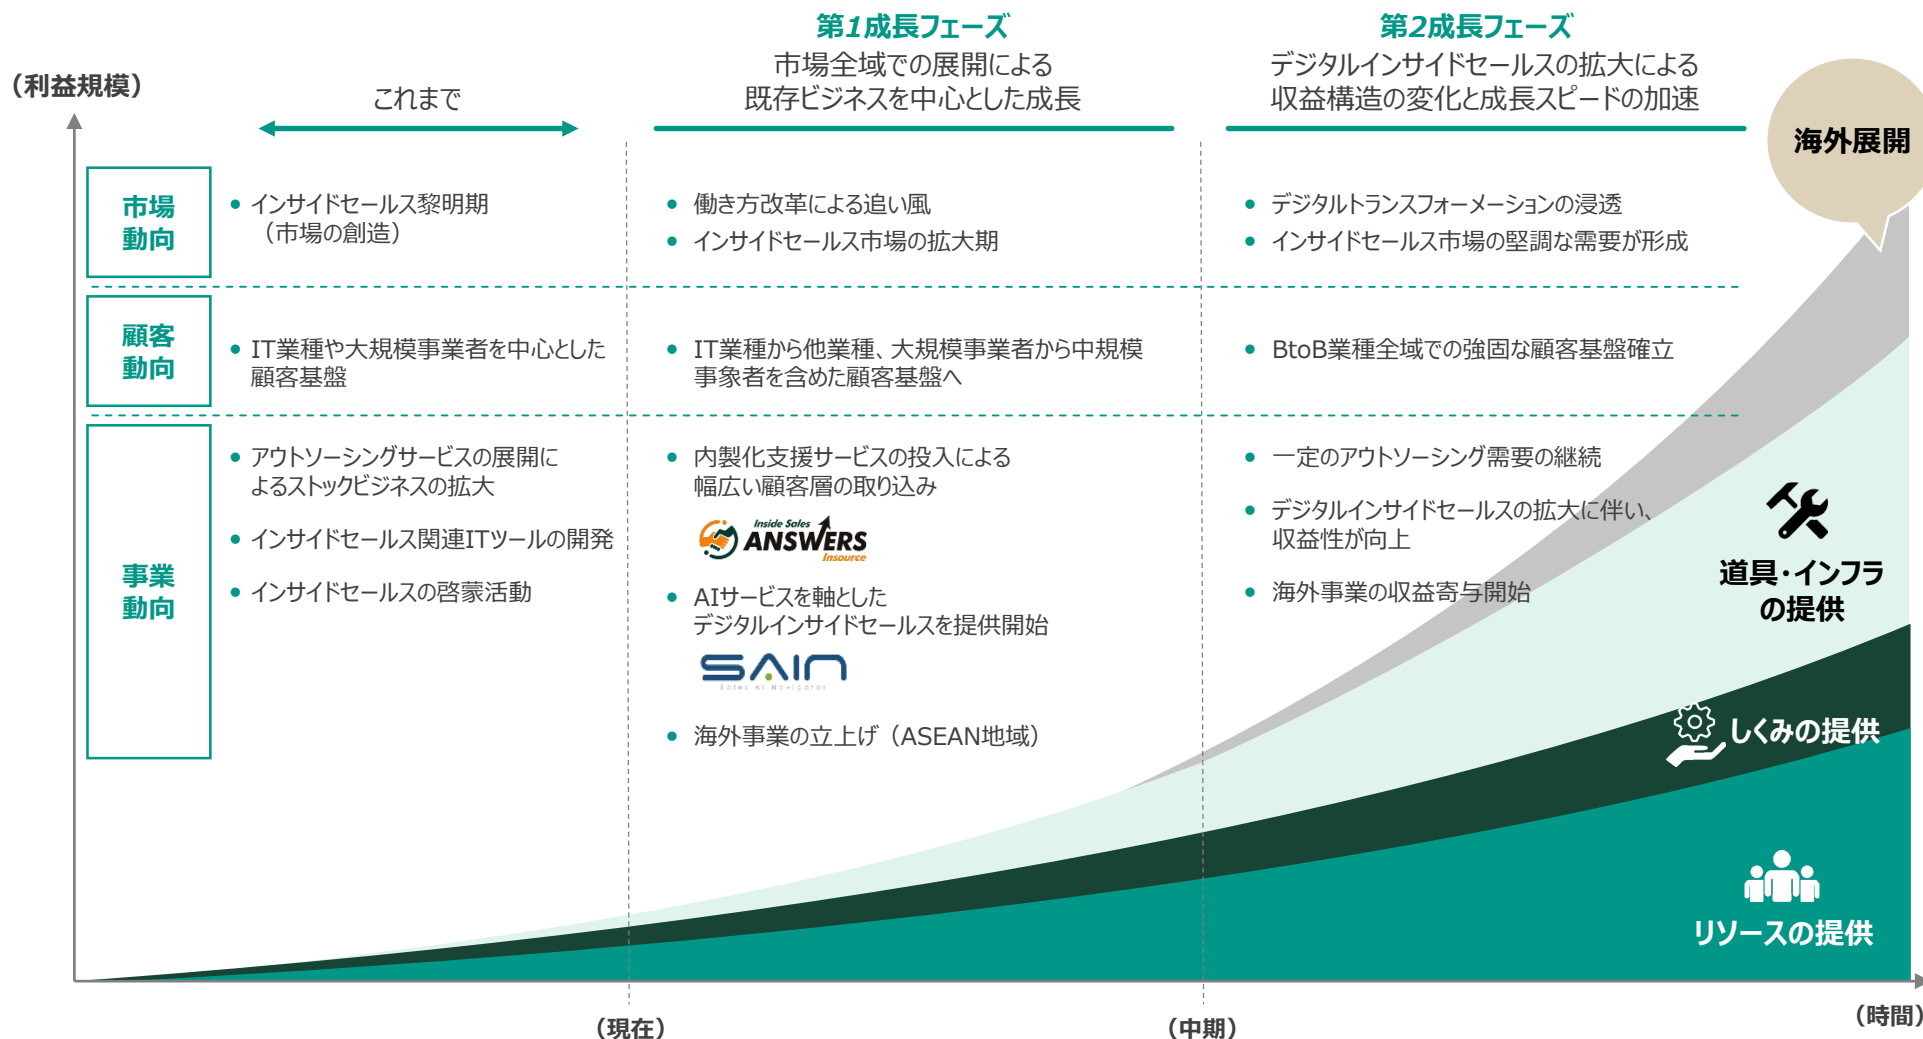 第1成長フェーズ
市場全域での展開による
既存ビジネスを中心とした成長
第2成長フェーズ
デジタルインサイドセールスの拡大による
収益構造の変化と成長スピードの加速
（利益規模）
これまで
海外展開
市場
動向
• インサイドセールス黎明期
（市場の創造）
• 働き方改革による追い風
• インサイドセールス市場の拡大期
• デジタルトランスフォーメーションの浸透
• インサイドセールス市場の堅調な需要が形成
顧客
動向
• IT業種や大規模事業者を中心とした
顧客基盤
• IT業種から他業種、大規模事業者から中規模
事象者を含めた顧客基盤へ
• BtoB業種全域での強固な顧客基盤確立
事業
動向
• アウトソーシングサービスの展開に
よるストックビジネスの拡大
• インサイドセールス関連ITツールの開発
• インサイドセールスの啓蒙活動
• 内製化支援サービスの投入による
幅広い顧客層の取り込み
Inside Sales
ANSWERS
Insource
• AIサービスを軸とした
デジタルインサイドセールスを提供開始
SAIN
Sales AI Navigator
• 海外事業の立上げ（ASEAN地域）
• 一定のアウトソーシング需要の継続
• デジタルインサイドセールスの拡大に伴い、
収益性が向上
• 海外事業の収益寄与開始
道具・インフラ
の提供
しくみの提供
リソースの提供
（現在）
（中期）
（時間）